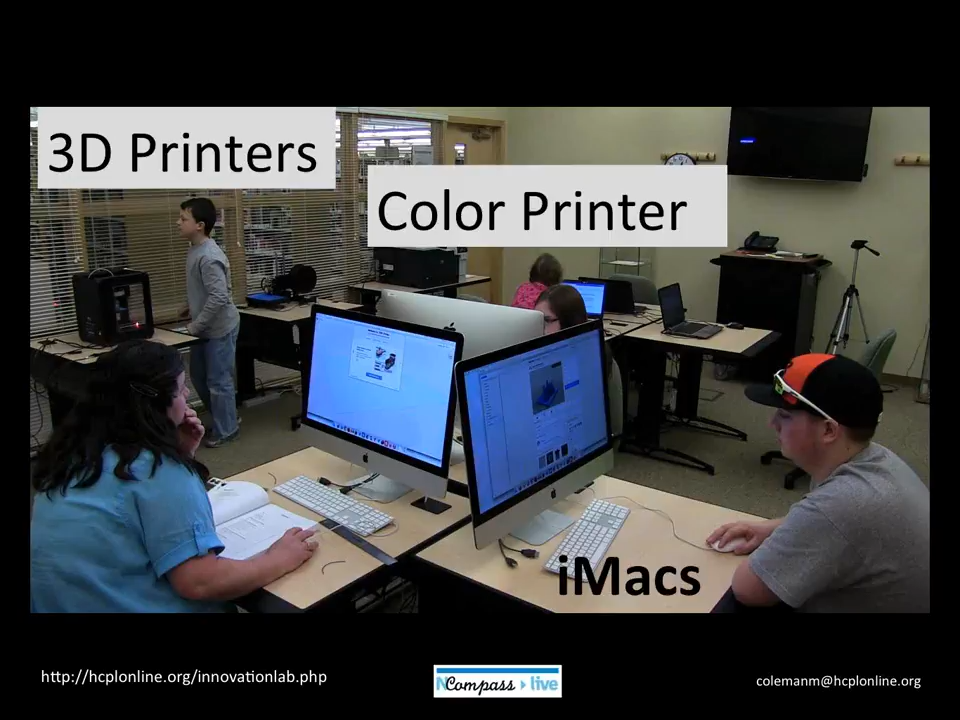 3D Printers
Color Printer
iMacs
http://hcplonline.org/innovationlab.php
NCompass live
colemanm@hcplonline.org